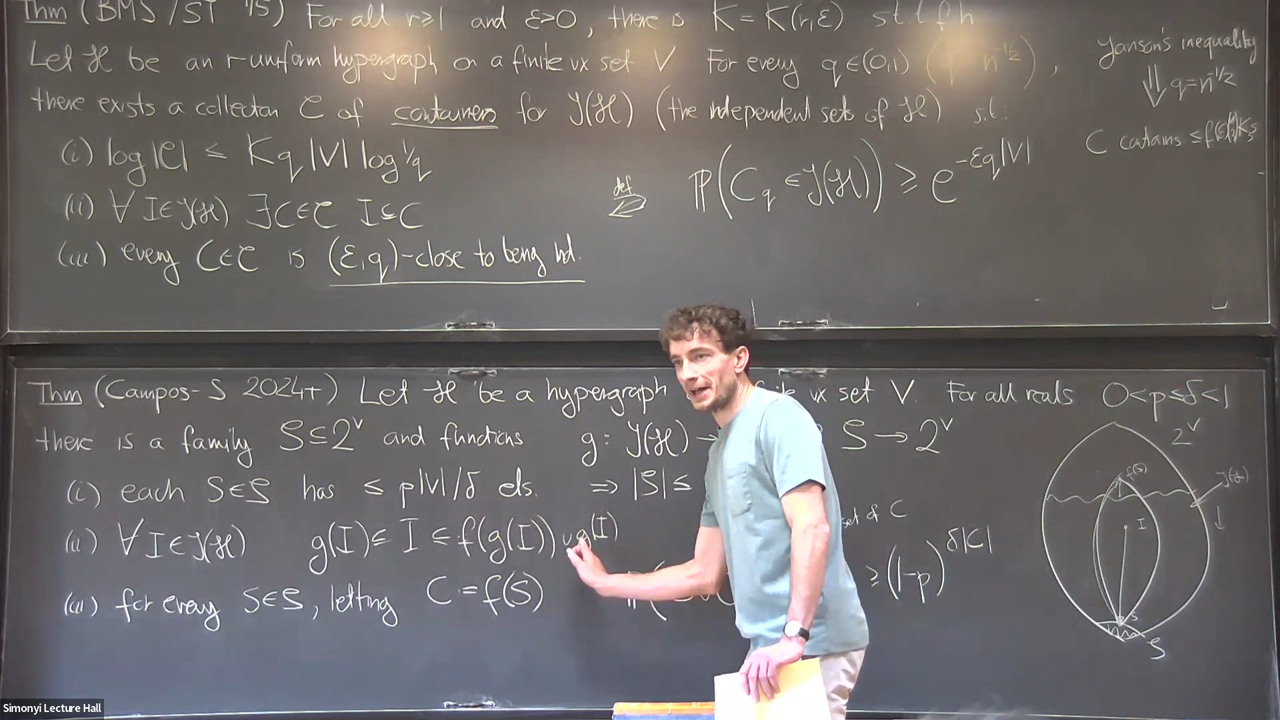 Thm (BMS/ST '15) For all r≥1 and ε>0, there is K=K(r,ε) s t t f h
Let ℋ be an r-uniform hypergraph on a finite vx set V For every q∈(0,1) (q n^{-1/2}),
there exists a collection 𝒞 of containers for 𝒥(ℋ) (the independent sets of ℋ) s.t:
(i) log|𝒞| ≤ Kq|V|log 1/q
(ii) ∀ I∈𝒥(ℋ) ∃C∈𝒞 I⊆C
(iii) every C∈𝒞 is (ε,q)-close to being ind.
def
ℙ(C_q ∈ 𝒥(ℋ)) ≥ e^{-εq|V|}
Janson's inequality
⇓ q=n^{-1/2}
C contains ≤
Thm (Campos-S 2024+) Let ℋ be a hypergraph vx set V. For all reals 0<p≤δ<1
there is a family 𝒮⊆2^V and functions g: 𝒥(ℋ)→ 𝒮→2^V
(i) each S∈𝒮 has ≤ p|V|/δ els. ⇒ |𝒮| ≤
(ii) ∀ I∈𝒥(ℋ) g(I)⊆ I ⊆ f(g(I)) ∪ g(I)
of C
(iii) for every S∈𝒮, letting C:=f(S) ℙ( ≥(1-p)^{δ|C|}
2^V
f(S)
𝒥(ℋ)
I
S
𝒮
Simonyi Lecture Hall